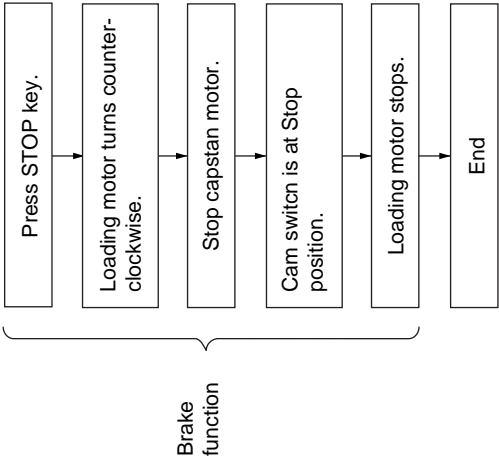 Press STOP key.
Loading motor turns counter-
clockwise.
Stop capstan motor.
Cam switcn is at Stop
position.
Loading motor stops.
End
Brake
function